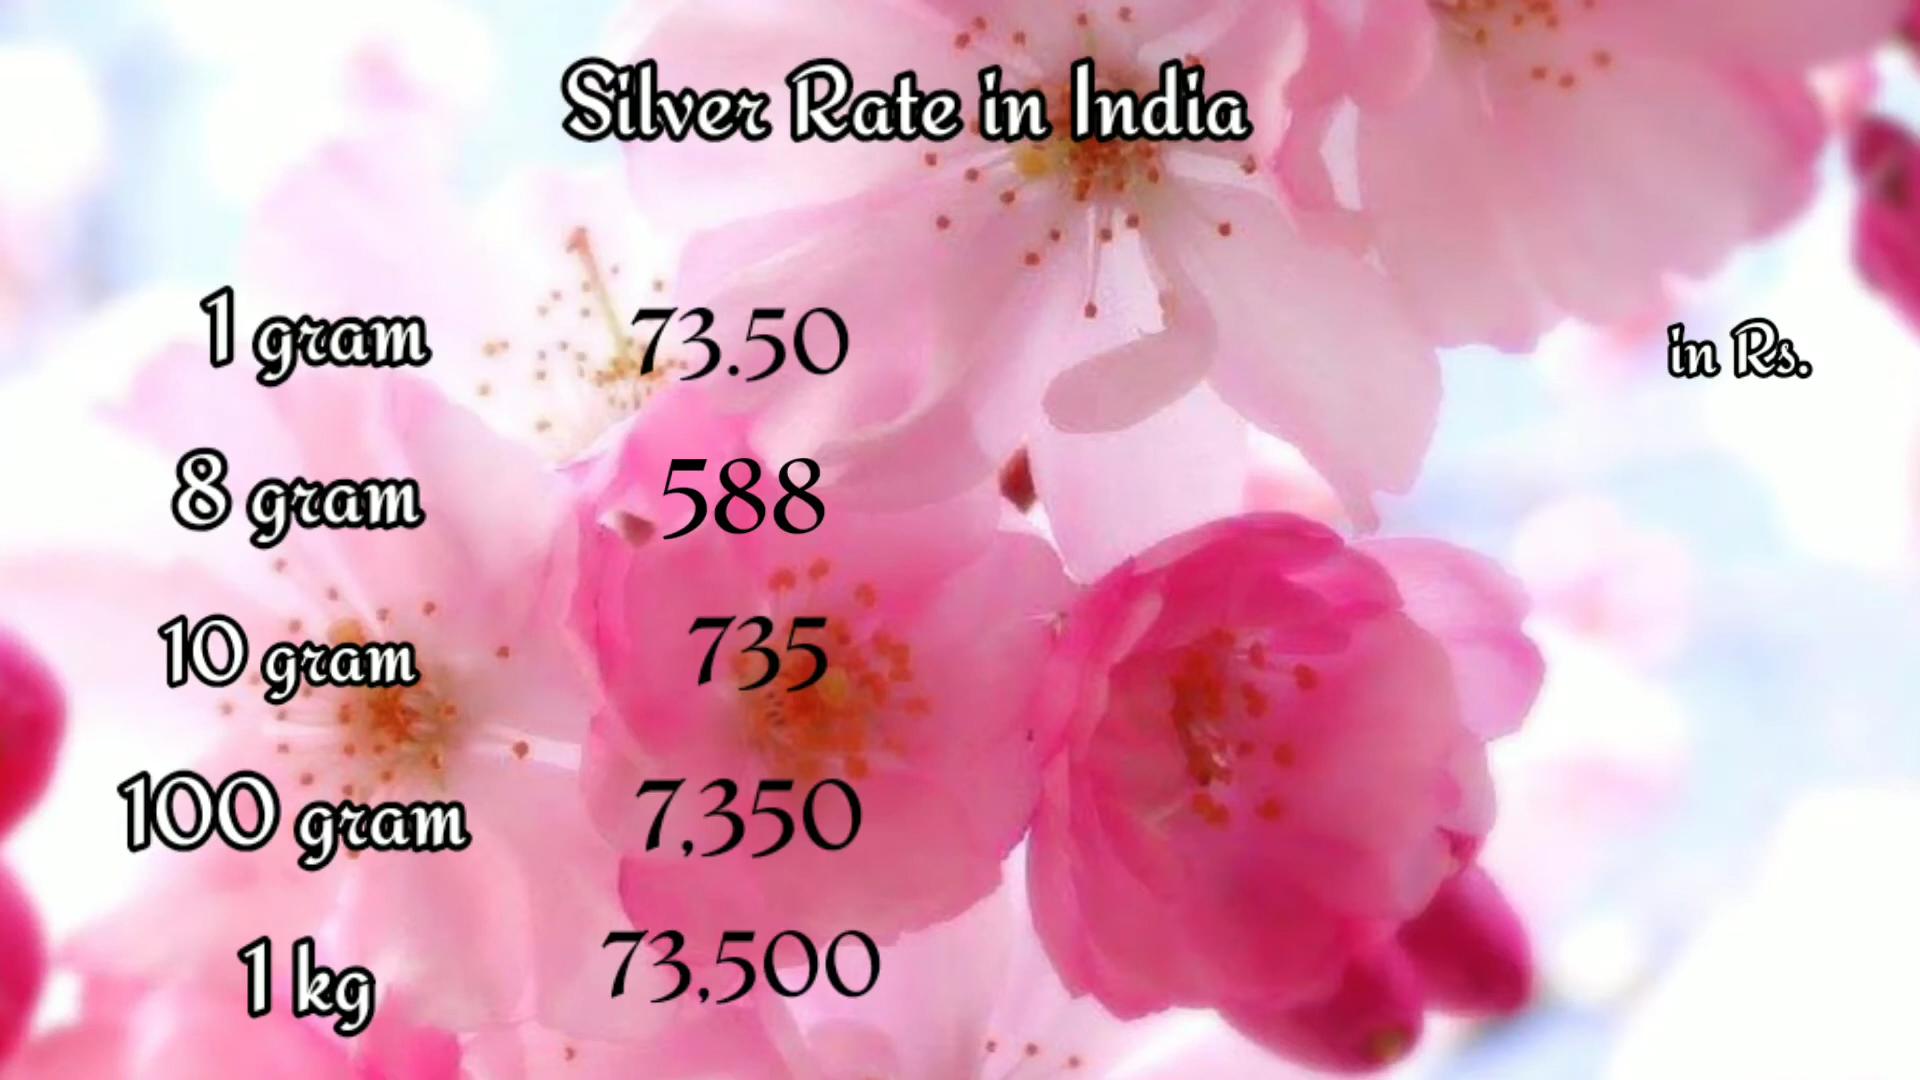 Silver Rate in India
1 gram 73.50 in Rs.
8 gram 588
10 gram 735
100 gram 7,350
1 kg 73,500